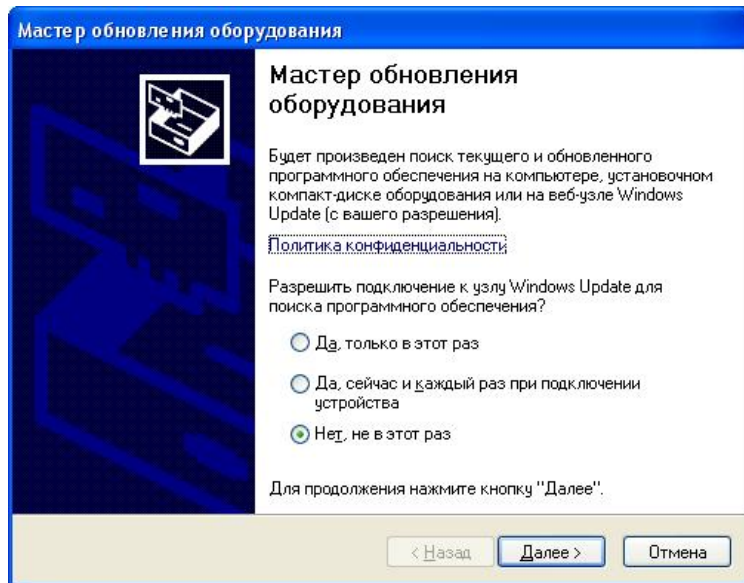 Мастер обновления оборудования
Мастер обновления
оборудования
Будет произведен поиск текущего и обновленного
программного обеспечения на компьютере, установочном
компакт-диске оборудования или на веб-узле Windows
Update (с вашего разрешения).
Политика конфиденциальности
Разрешить подключение к узлу Windows Update для
поиска программного обеспечения?
Да, только в этот раз
Да, сейчас и каждый раз при подключении
устройства
Нет, не в этот раз
Для продолжения нажмите кнопку "Далее".
< Назад Далее > Отмена